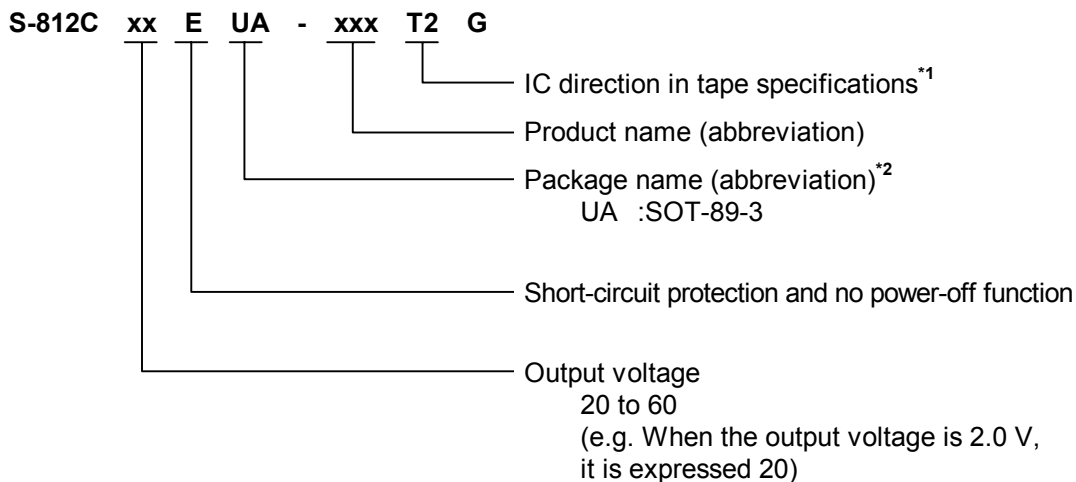 S-812C xx E UA - xxx T2 G
IC direction in tape specifications*1
Product name (abbreviation)
Package name (abbreviation)*2
UA :SOT-89-3
Short-circuit protection and no power-off function
Output voltage
20 to 60
(e.g. When the output voltage is 2.0 V,
it is expressed 20)